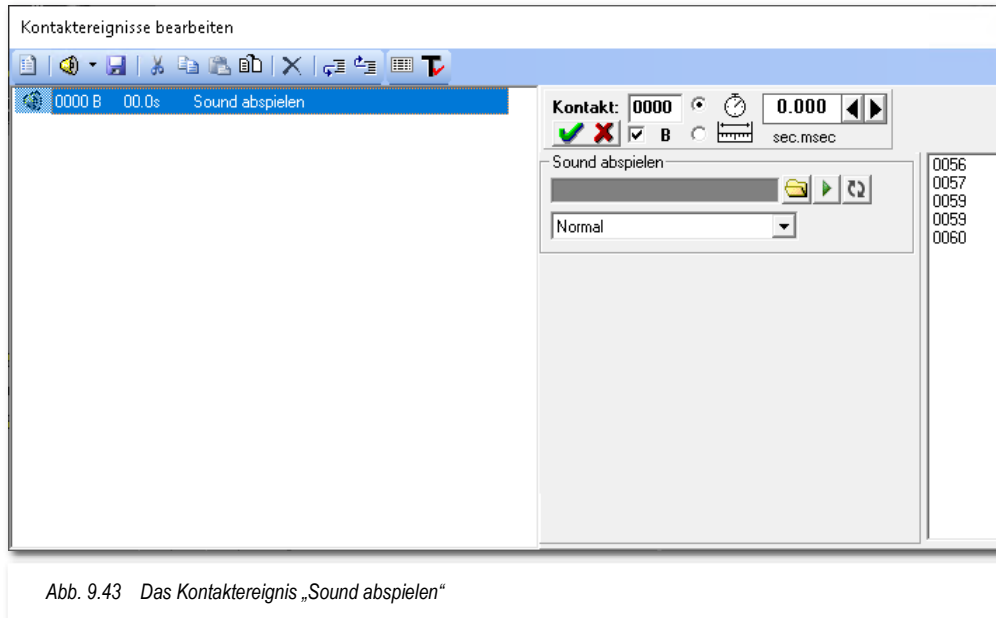 Kontaktereignisse bearbeiten
0000 B 00.0s Sound abspielen
Kontakt: 0000 0.000
B sec.msec
Sound abspielen
Normal
0056
0057
0059
0059
0060
Abb. 9.43 Das Kontaktereignis „Sound abspielen“